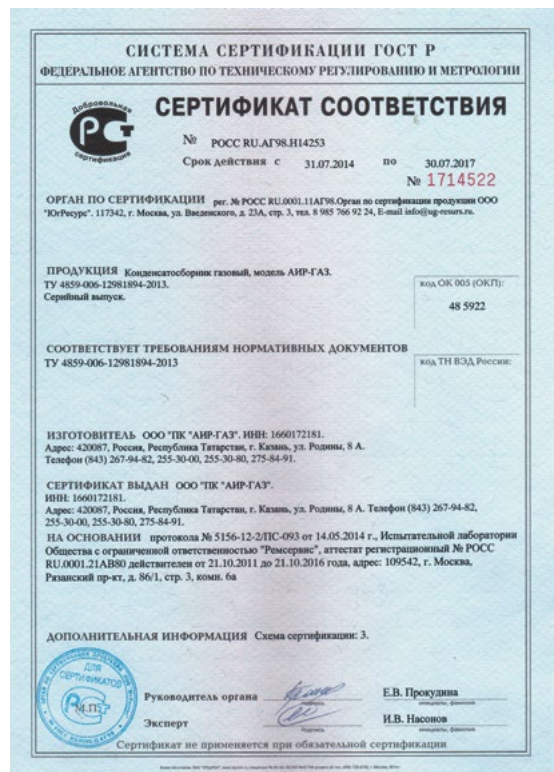 СИСТЕМА СЕРТИФИКАЦИИ ГОСТ Р
ФЕДЕРАЛЬНОЕ АГЕНТСТВО ПО ТЕХНИЧЕСКОМУ РЕГУЛИРОВАНИЮ И МЕТРОЛОГИИ
Добровольная
сертификация
СЕРТИФИКАТ СООТВЕТСТВИЯ
№ РОСС RU.АГ98.Н14253
Срок действия с 31.07.2014 по 30.07.2017
№ 1714522
ОРГАН ПО СЕРТИФИКАЦИИ рег. № РОСС RU.0001.11АГ98.Орган по сертификации продукции ООО
"ЮгРесурс". 117342, г. Москва, ул. Введенского, д. 23А, стр. 3, тел. 8 985 766 92 24, E-mail info@ug-resurs.ru.
ПРОДУКЦИЯ Конденсатосборник газовый, модель АИР-ГАЗ.
ТУ 4859-006-12981894-2013.
Серийный выпуск.
код ОК 005 (ОКП):
48 5922
СООТВЕТСТВУЕТ ТРЕБОВАНИЯМ НОРМАТИВНЫХ ДОКУМЕНТОВ
ТУ 4859-006-12981894-2013
код ТН ВЭД России:
ИЗГОТОВИТЕЛЬ ООО "ПК "АИР-ГАЗ". ИНН: 1660172181.
Адрес: 420087, Россия, Республика Татарстан, г. Казань, ул. Родины, 8 А.
Телефон (843) 267-94-82, 255-30-00, 255-30-80, 275-84-91.
СЕРТИФИКАТ ВЫДАН ООО "ПК "АИР-ГАЗ".
ИНН: 1660172181.
Адрес: 420087, Россия, Республика Татарстан, г. Казань, ул. Родины, 8 А. Телефон (843) 267-94-82,
255-30-00, 255-30-80, 275-84-91.
НА ОСНОВАНИИ протокола № 5156-12-2/ПС-093 от 14.05.2014 г., Испытательной лаборатории
Общества с ограниченной ответственностью "Ремсервис", аттестат регистрационный № РОСС
RU.0001.21АВ80 действителен от 21.10.2011 до 21.10.2016 года, адрес: 109542, г. Москва,
Рязанский пр-кт, д. 86/1, стр. 3, комн. 6а
ДОПОЛНИТЕЛЬНАЯ ИНФОРМАЦИЯ Схема сертификации: 3.
ДЛЯ
СЕРТИФИКАТОВ
М.П.
Руководитель органа
подпись
Е.В. Прокудина
инициалы, фамилия
Эксперт
подпись
И.В. Насонов
инициалы, фамилия
Сертификат не применяется при обязательной сертификации